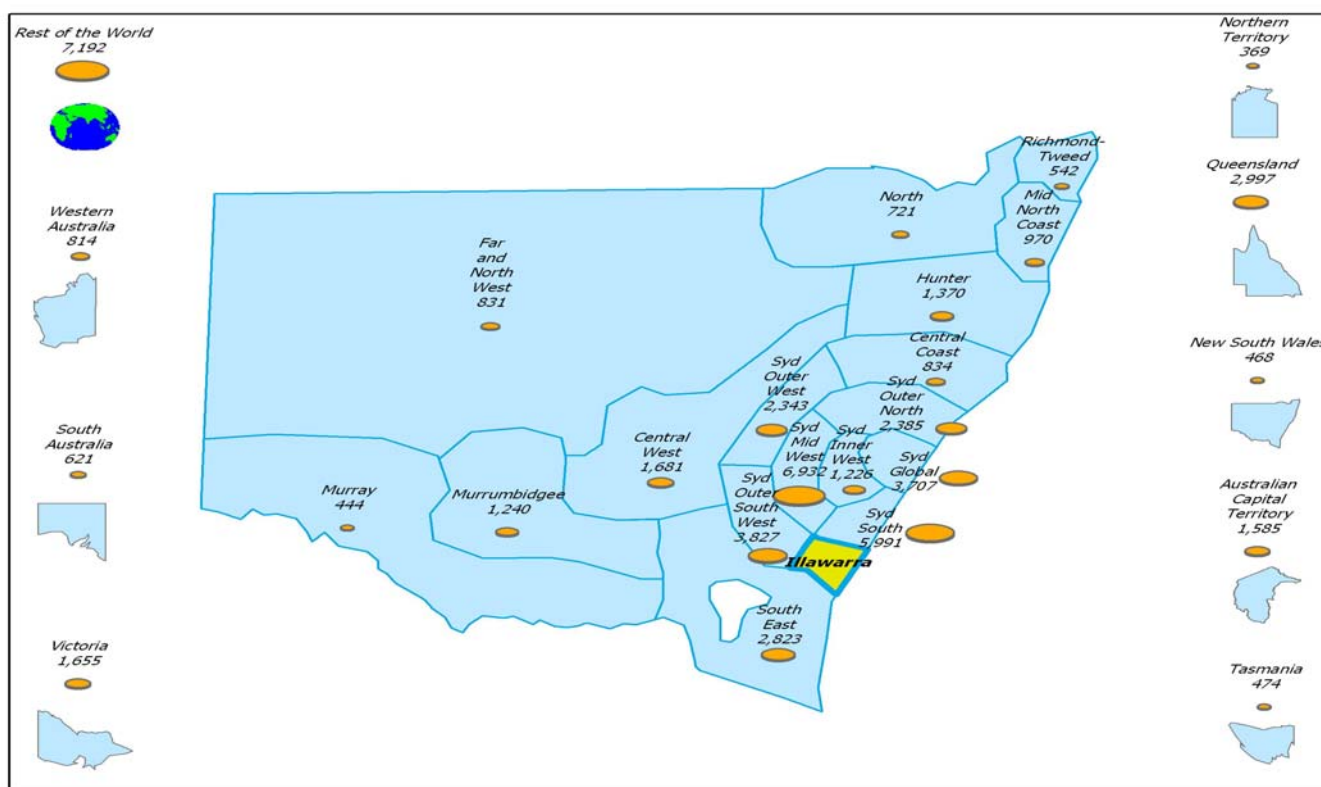 Rest of the World
7,192
Western
Australia
814
South
Australia
621
Victoria
1,655
Far
and
North
West
831
Murray
444
Murrumbidgee
1,240
Central
West
1,681
North
721
Richmond-
Tweed
542
Mid
North
Coast
970
Hunter
1,370
Central
Coast
834
Syd
Outer
West
2,343
Syd
Outer
North
2,385
Syd
Mid
West
6,932
Syd
Inner
West
1,226
Syd
Global
3,707
Syd
Outer
South
West
3,827
Syd
South
5,991
Illawarra
South
East
2,823
Northern
Territory
369
Queensland
2,997
New South Wales
468
Australian
Capital
Territory
1,585
Tasmania
474